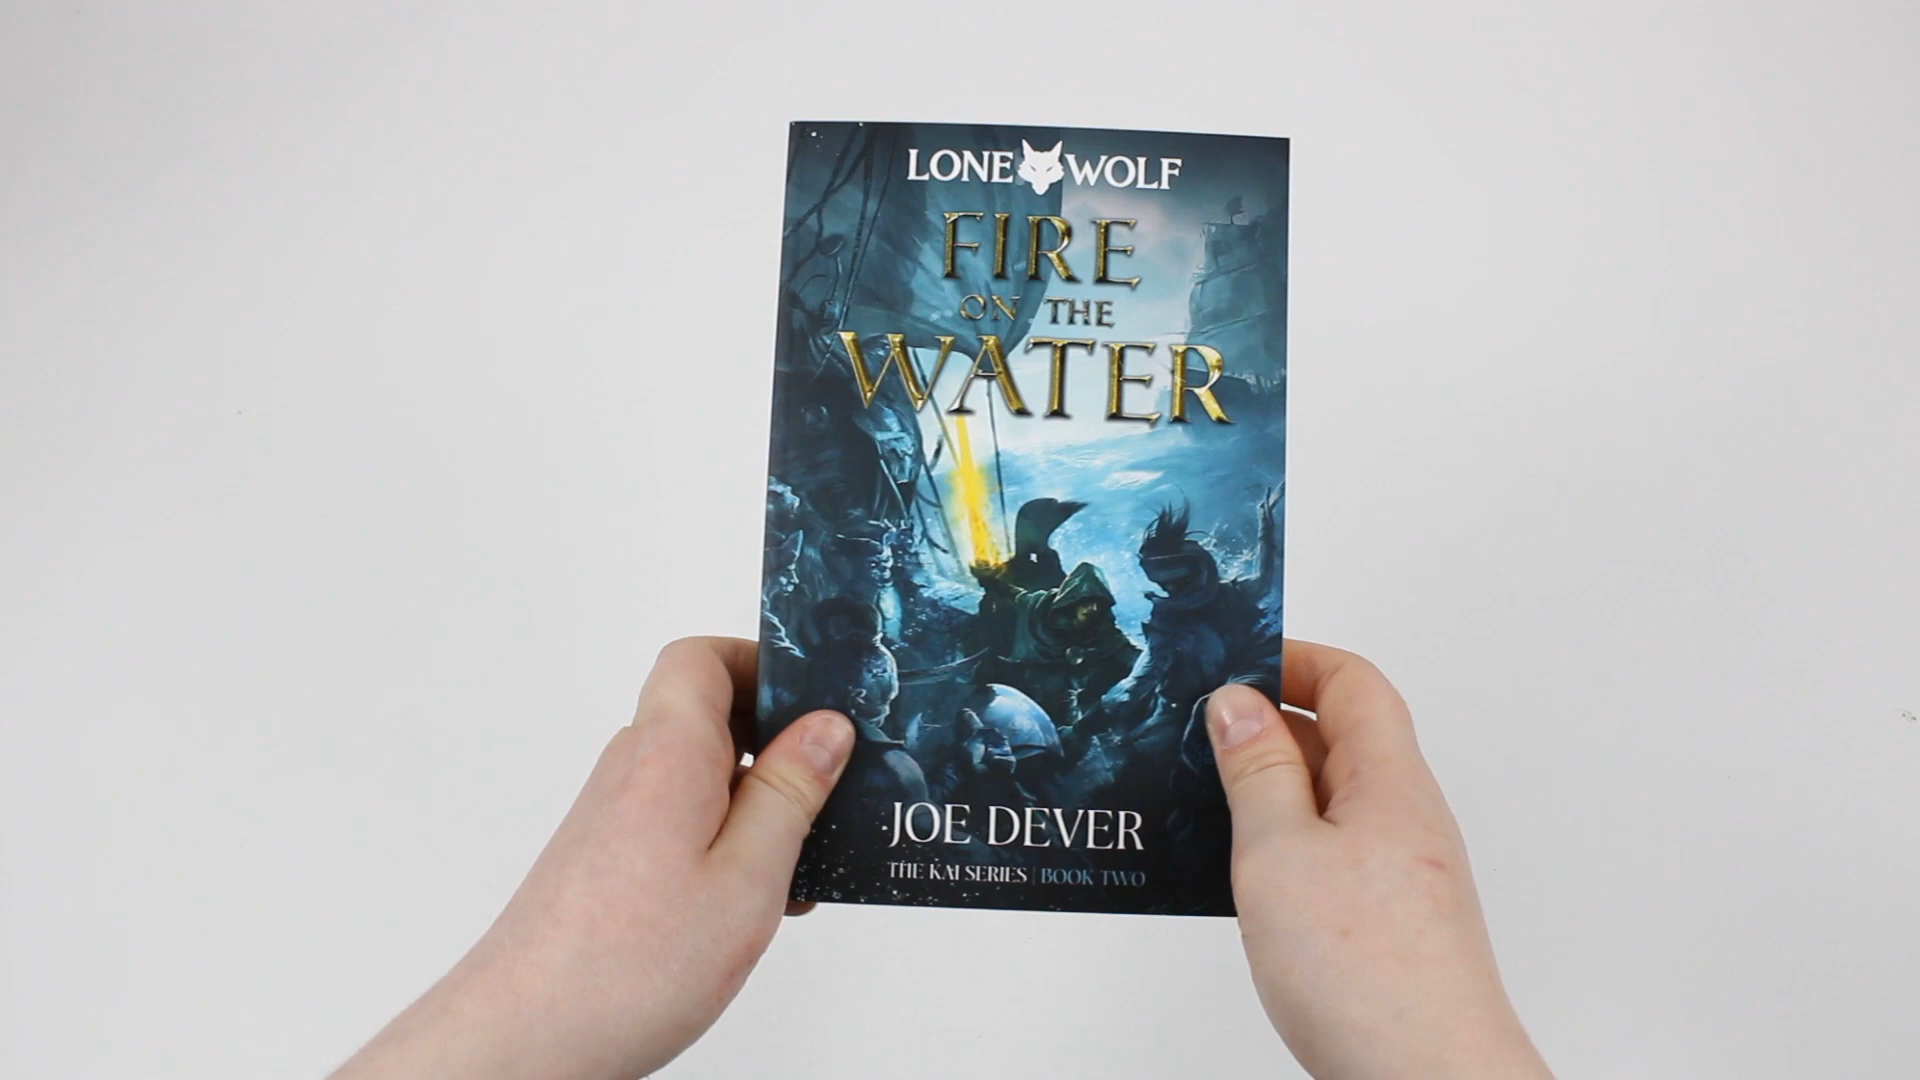 LONE WOLF
FIRE
ON THE
WATER
JOE DEVER
THE KAI SERIES | BOOK TWO